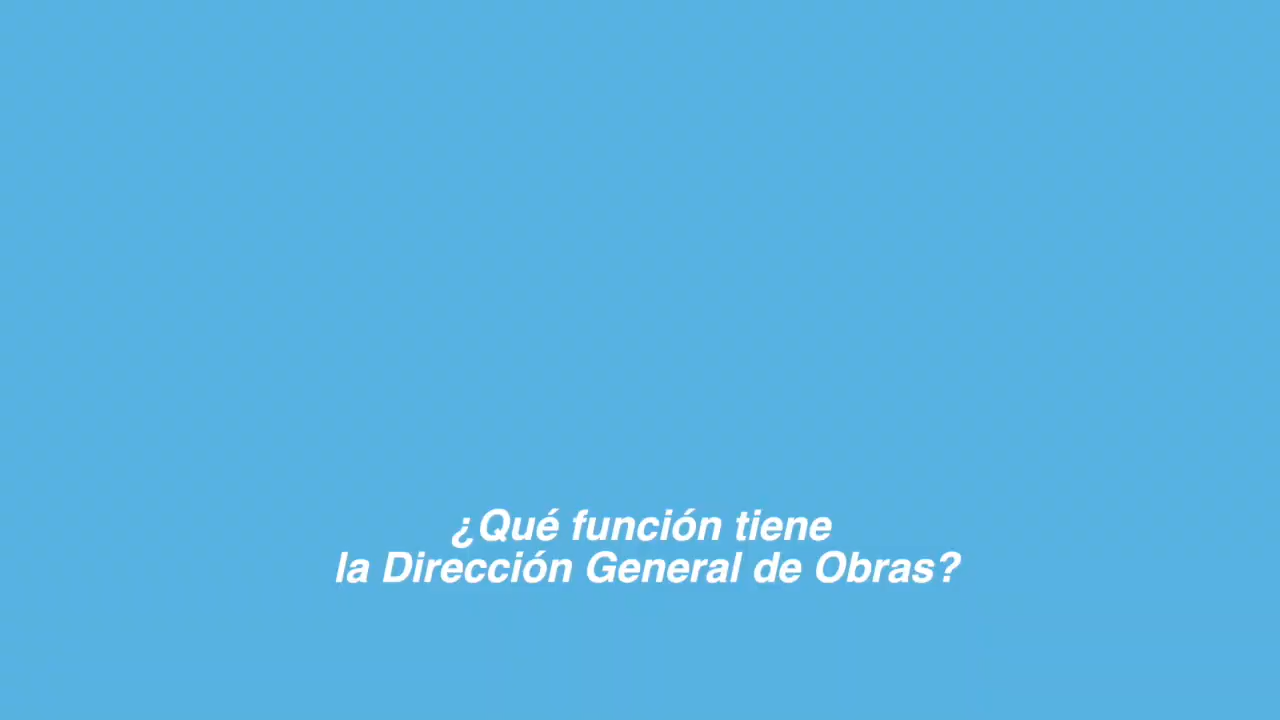 ¿Qué función tiene
la Dirección General de Obras?